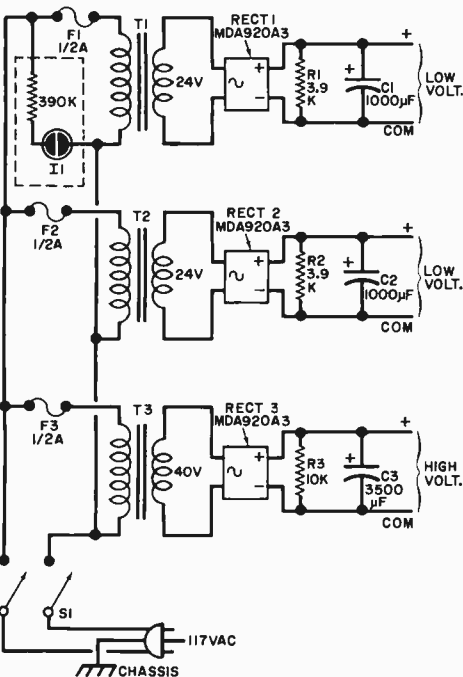 F1
1/2A
T1
24V
RECT 1
MDA920A3
+
−
R1
3.9
K
+
C1
1000µF
+
LOW
VOLT.
COM
390K
I1
F2
1/2A
T2
24V
RECT 2
MDA920A3
+
−
R2
3.9
K
+
C2
1000µF
+
LOW
VOLT.
COM
F3
1/2A
T3
40V
RECT 3
MDA920A3
+
−
R3
10K
+
C3
3500
µF
+
HIGH
VOLT.
COM
S1
117VAC
CHASSIS